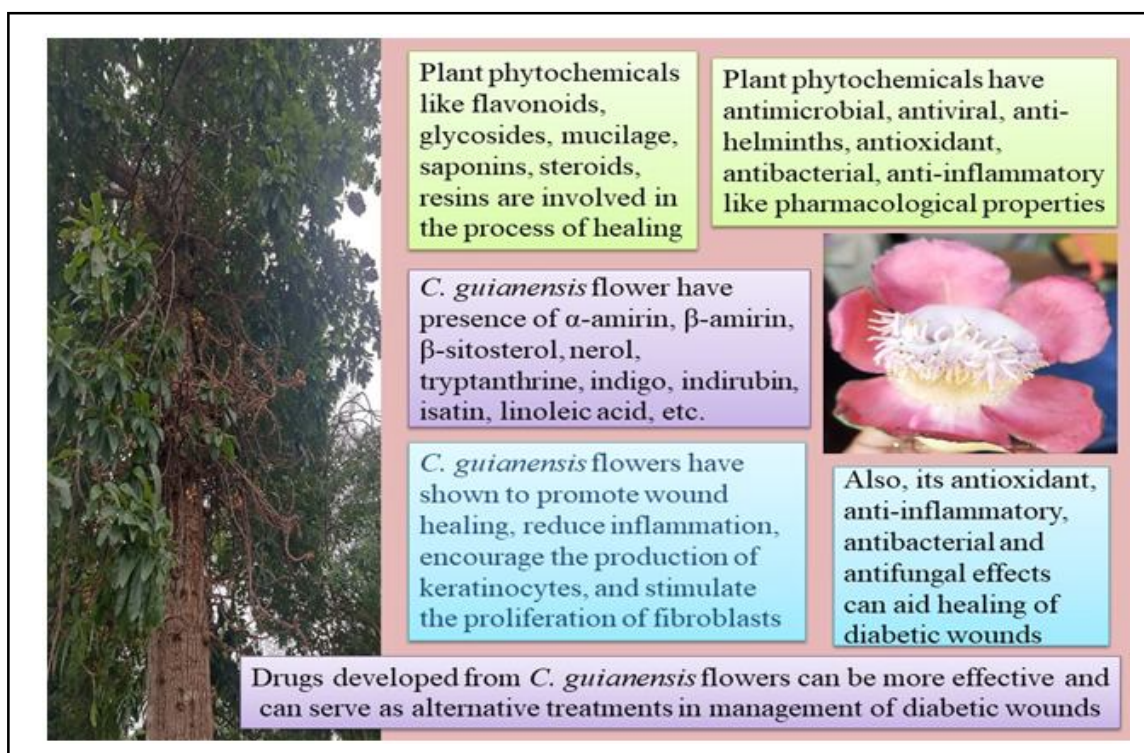 Plant phytochemicals
like flavonoids,
glycosides, mucilage,
saponins, steroids,
resins are involved in
the process of healing
Plant phytochemicals have
antimicrobial, antiviral, anti-
helminths, antioxidant,
antibacterial, anti-inflammatory
like pharmacological properties
C. guianensis flower have
presence of α-amirin, β-amirin,
β-sitosterol, nerol,
tryptanthrine, indigo, indirubin,
isatin, linoleic acid, etc.
C. guianensis flowers have
shown to promote wound
healing, reduce inflammation,
encourage the production of
keratinocytes, and stimulate
the proliferation of fibroblasts
Also, its antioxidant,
anti-inflammatory,
antibacterial and
antifungal effects
can aid healing of
diabetic wounds
Drugs developed from C. guianensis flowers can be more effective and
can serve as alternative treatments in management of diabetic wounds